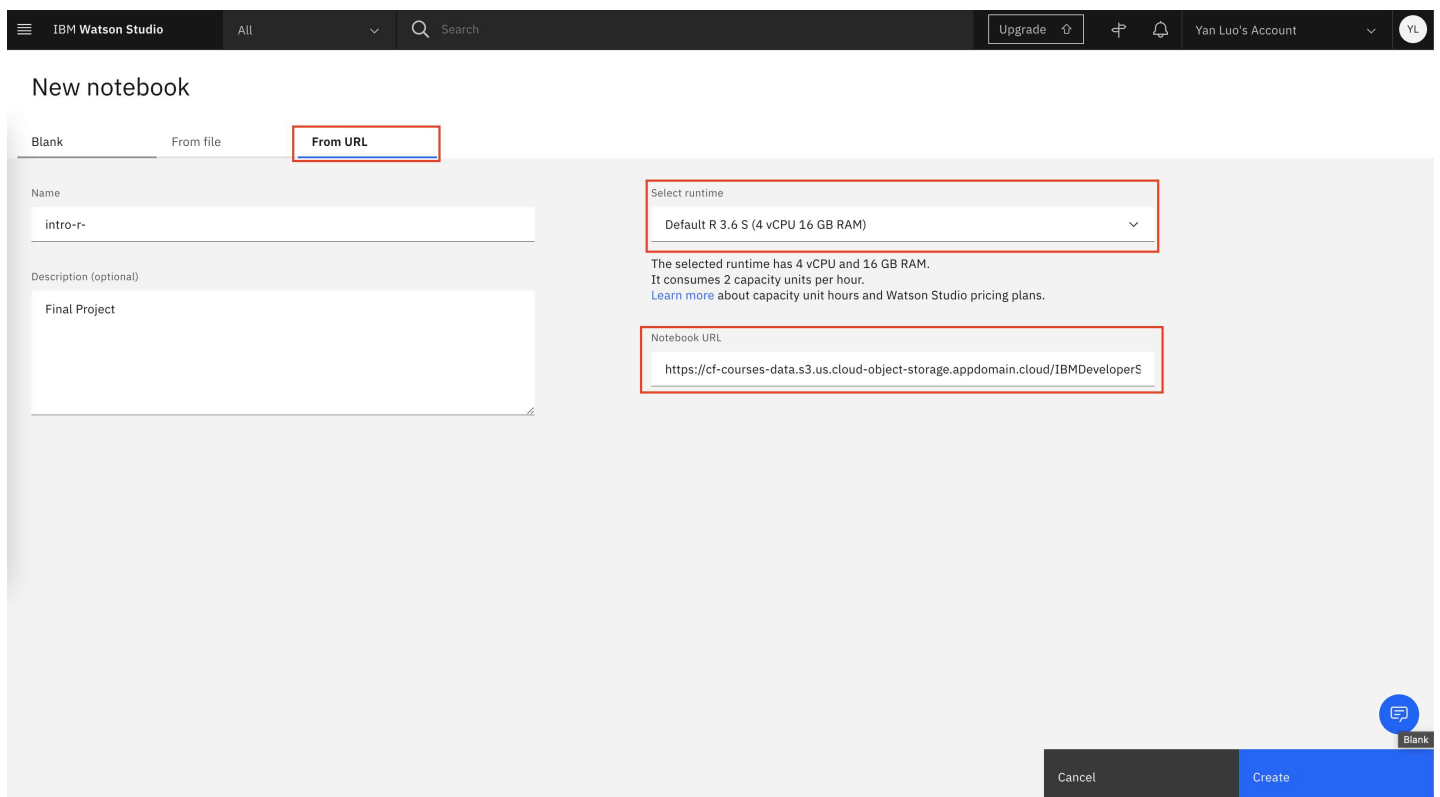 IBM Watson Studio
All
Search
Upgrade
Yan Luo's Account
YL
New notebook
Blank
From file
From URL
Name
intro-r-
Description (optional)
Final Project
Select runtime
Default R 3.6 S (4 vCPU 16 GB RAM)
The selected runtime has 4 vCPU and 16 GB RAM.
It consumes 2 capacity units per hour.
Learn more about capacity unit hours and Watson Studio pricing plans.
Notebook URL
https://cf-courses-data.s3.us.cloud-object-storage.appdomain.cloud/IBMDeveloperS
Blank
Cancel
Create